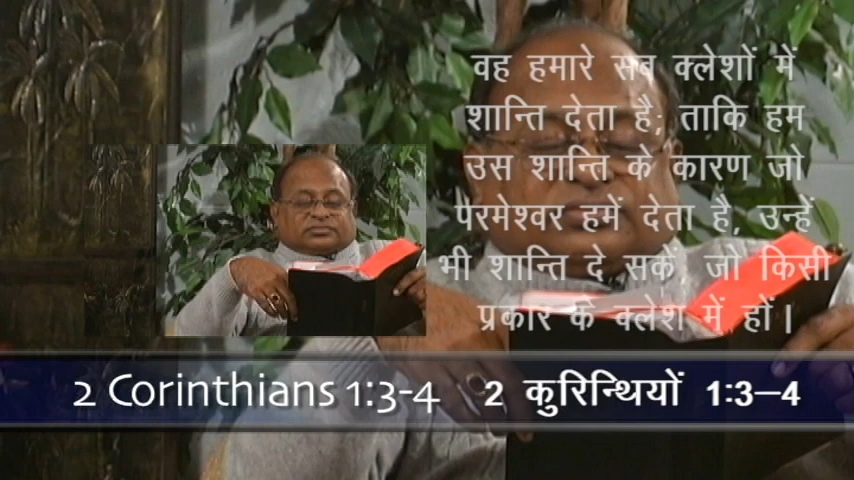 वह हमारे सब क्लेशों में
शान्ति देता है; ताकि हम
उस शान्ति के कारण जो
परमेश्वर हमें देता है, उन्हें
भी शान्ति दे सकें, जो किसी
प्रकार के क्लेश में हों।
2 Corinthians 1:3-4 2 कुरिन्थियों 1:3–4